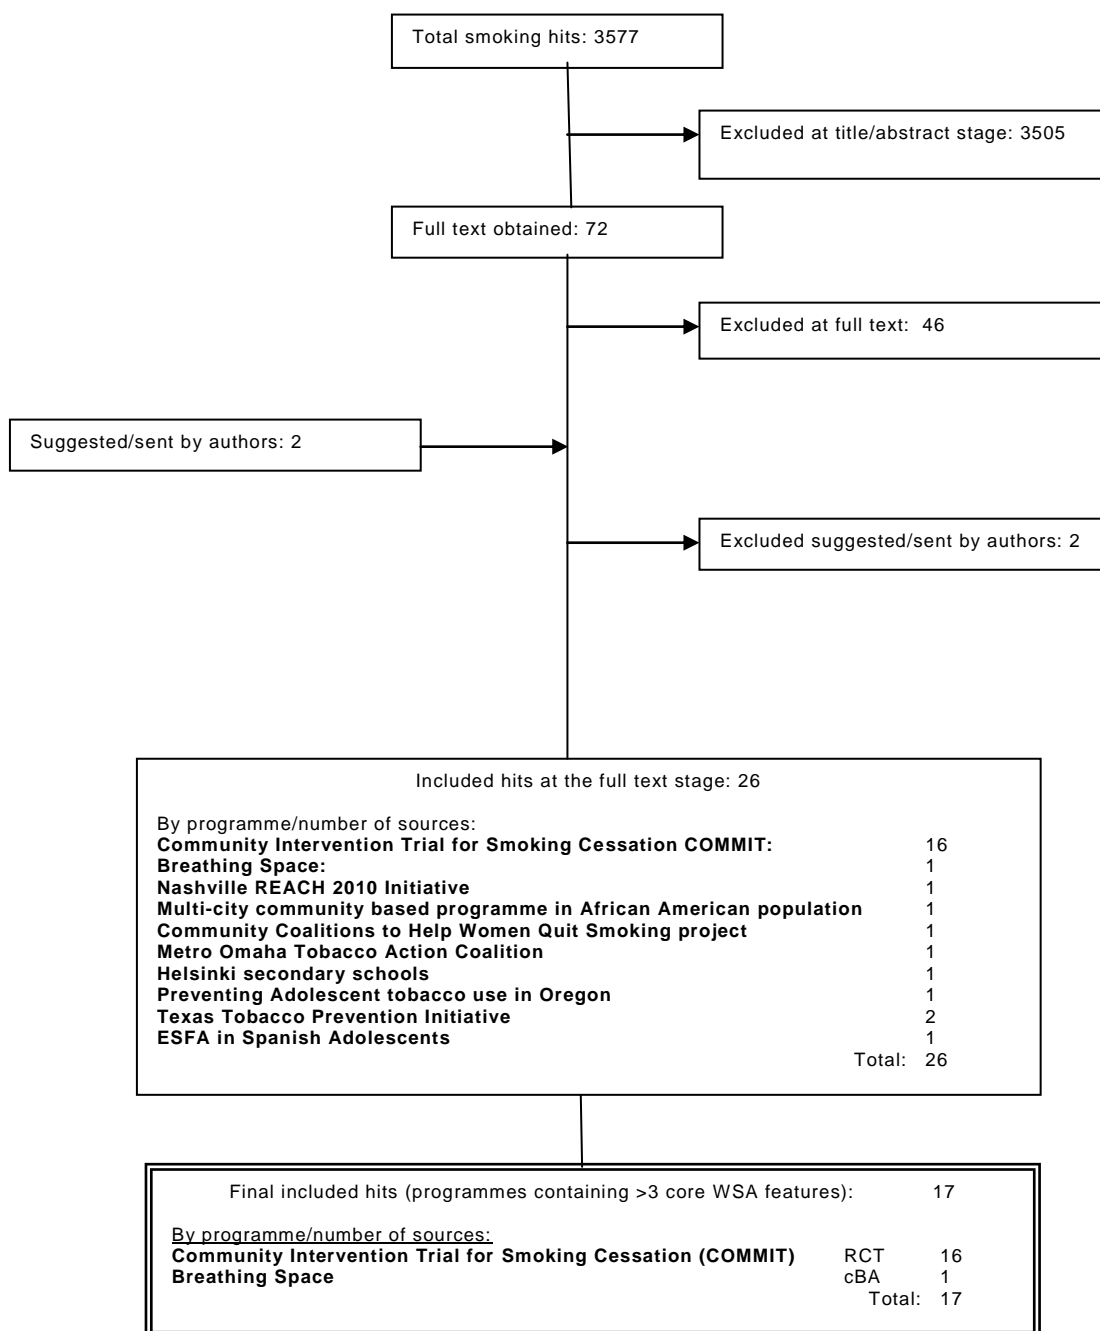 Total smoking hits: 3577
Excluded at title/abstract stage: 3505
Full text obtained: 72
Excluded at full text: 46
Suggested/sent by authors: 2
Excluded suggested/sent by authors: 2
Included hits at the full text stage: 26
By programme/number of sources:
Community Intervention Trial for Smoking Cessation COMMIT: 16
Breathing Space: 1
Nashville REACH 2010 Initiative 1
Multi-city community based programme in African American population 1
Community Coalitions to Help Women Quit Smoking project 1
Metro Omaha Tobacco Action Coalition 1
Helsinki secondary schools 1
Preventing Adolescent tobacco use in Oregon 1
Texas Tobacco Prevention Initiative 2
ESFA in Spanish Adolescents 1
Total: 26
Final included hits (programmes containing >3 core WSA features): 17
By programme/number of sources:
Community Intervention Trial for Smoking Cessation (COMMIT) RCT 16
Breathing Space cBA 1
Total: 17